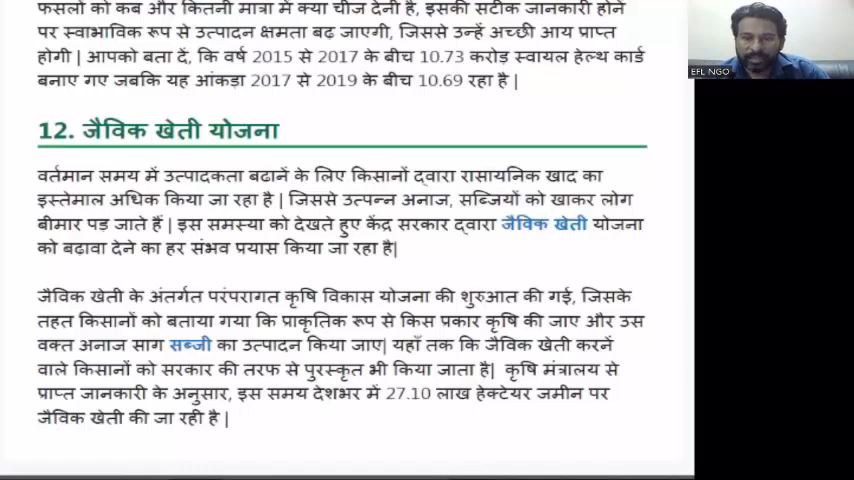 फसलों को कब और कितनी मात्रा में क्या चीज देनी है, इसकी सटीक जानकारी होने
पर स्वाभाविक रूप से उत्पादन क्षमता बढ़ जाएगी, जिससे उन्हें अच्छी आय प्राप्त
होगी | आपको बता दें, कि वर्ष 2015 से 2017 के बीच 10.73 करोड़ स्वायल हेल्थ कार्ड
बनाए गए जबकि यह आंकड़ा 2017 से 2019 के बीच 10.69 रहा है |
EFL NGO
12. जैविक खेती योजना
वर्तमान समय में उत्पादकता बढ़ानें के लिए किसानों द्वारा रासायनिक खाद का
इस्तेमाल अधिक किया जा रहा है | जिससे उत्पन्न अनाज, सब्जियों को खाकर लोग
बीमार पड़ जाते हैं | इस समस्या को देखते हुए केंद्र सरकार द्वारा जैविक खेती योजना
को बढ़ावा देने का हर संभव प्रयास किया जा रहा है|
जैविक खेती के अंतर्गत परंपरागत कृषि विकास योजना की शुरुआत की गई, जिसके
तहत किसानों को बताया गया कि प्राकृतिक रूप से किस प्रकार कृषि की जाए और उस
वक्त अनाज साग सब्जी का उत्पादन किया जाए| यहाँ तक कि जैविक खेती करनें
वाले किसानों को सरकार की तरफ से पुरस्कृत भी किया जाता है| कृषि मंत्रालय से
प्राप्त जानकारी के अनुसार, इस समय देशभर में 27.10 लाख हेक्टेयर जमीन पर
जैविक खेती की जा रही है |